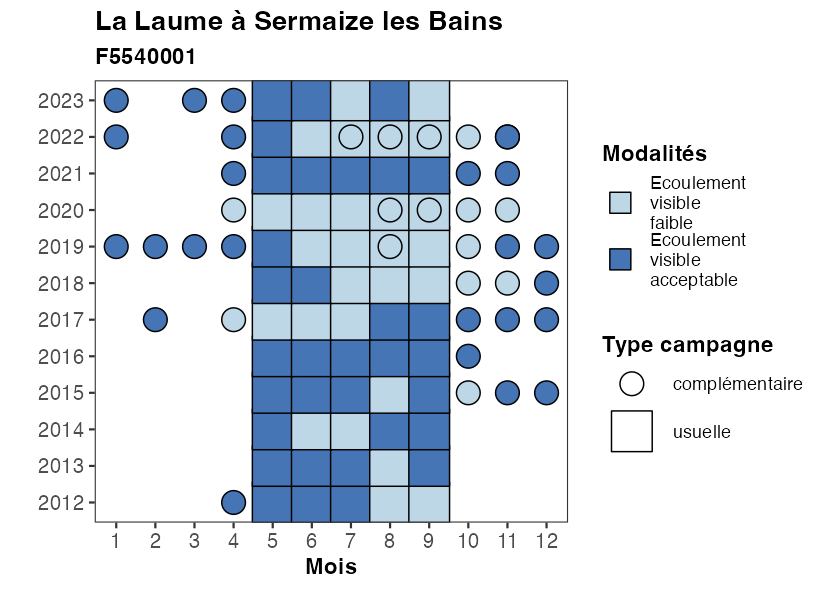 La Laume à Sermaize les Bains
F5540001
2023
2022
2021
2020
2019
2018
2017
2016
2015
2014
2013
2012
1 2 3 4 5 6 7 8 9 10 11 12
Mois
Modalités
Ecoulement
visible
faible
Ecoulement
visible
acceptable
Type campagne
complémentaire
usuelle